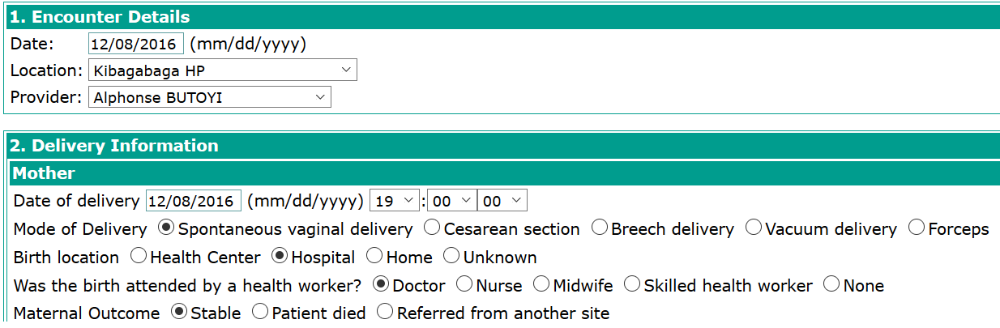 1. Encounter Details
Date: 12/08/2016 (mm/dd/yyyy)
Location: Kibagabaga HP
Provider: Alphonse BUTOYI
2. Delivery Information
Mother
Date of delivery 12/08/2016 (mm/dd/yyyy) 19 : 00 00
Mode of Delivery Spontaneous vaginal delivery Cesarean section Breech delivery Vacuum delivery Forceps
Birth location Health Center Hospital Home Unknown
Was the birth attended by a health worker? Doctor Nurse Midwife Skilled health worker None
Maternal Outcome Stable Patient died Referred from another site